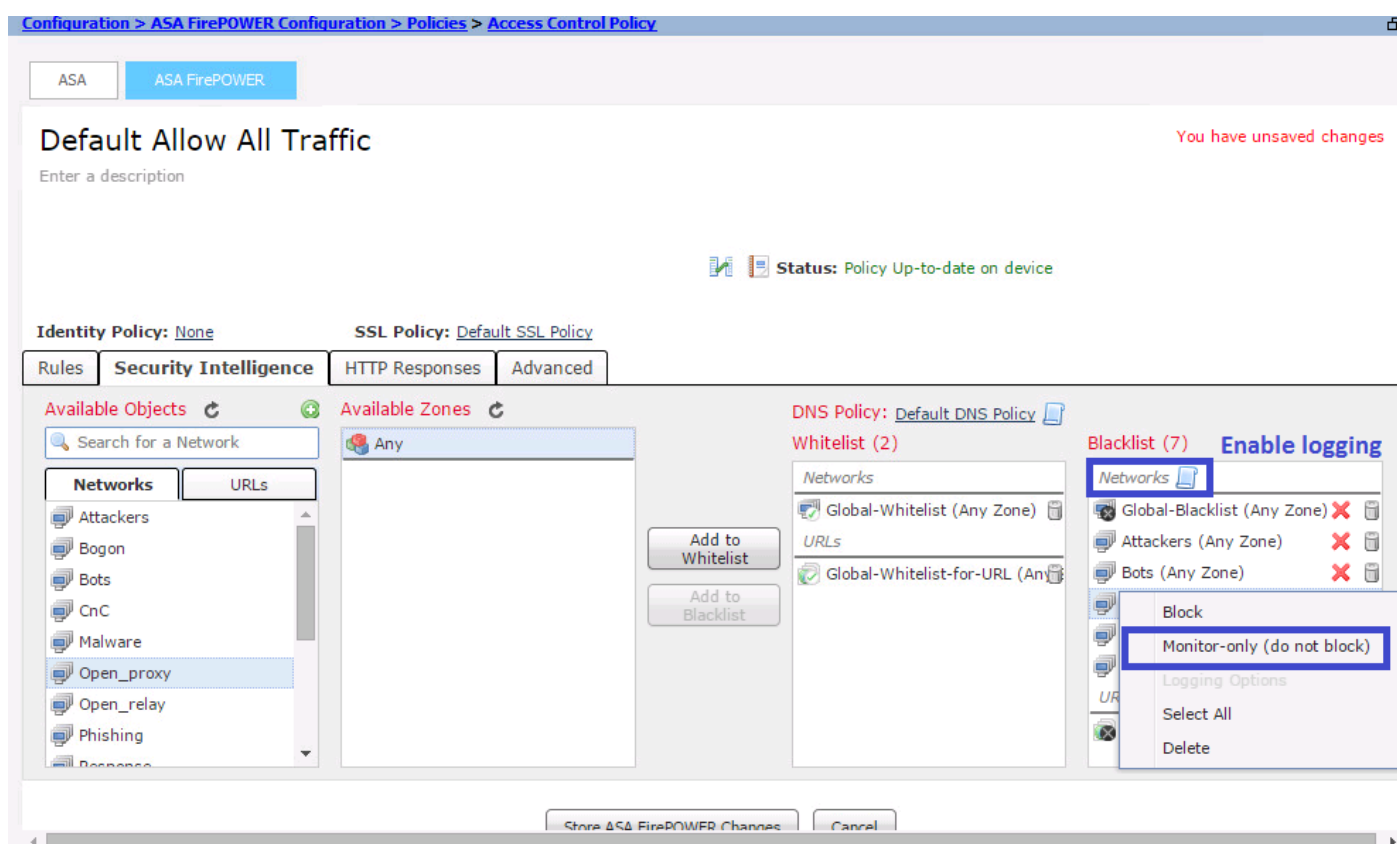 Configuration > ASA FirePOWER Configuration > Policies > Access Control Policy
ASA
ASA FirePOWER
Default Allow All Traffic
You have unsaved changes
Enter a description
Status: Policy Up-to-date on device
Identity Policy: None
SSL Policy: Default SSL Policy
Rules
Security Intelligence
HTTP Responses
Advanced
Available Objects
Search for a Network
Networks
URLs
Attackers
Bogon
Bots
CnC
Malware
Open_proxy
Open_relay
Phishing
Response
Available Zones
Any
Add to Whitelist
Add to Blacklist
DNS Policy: Default DNS Policy
Whitelist (2)
Networks
Global-Whitelist (Any Zone)
URLs
Global-Whitelist-for-URL (Any
Blacklist (7)
Enable logging
Networks
Global-Blacklist (Any Zone)
Attackers (Any Zone)
Bots (Any Zone)
UR
Block
Monitor-only (do not block)
Logging Options
Select All
Delete
Store ASA FirePOWER Changes
Cancel